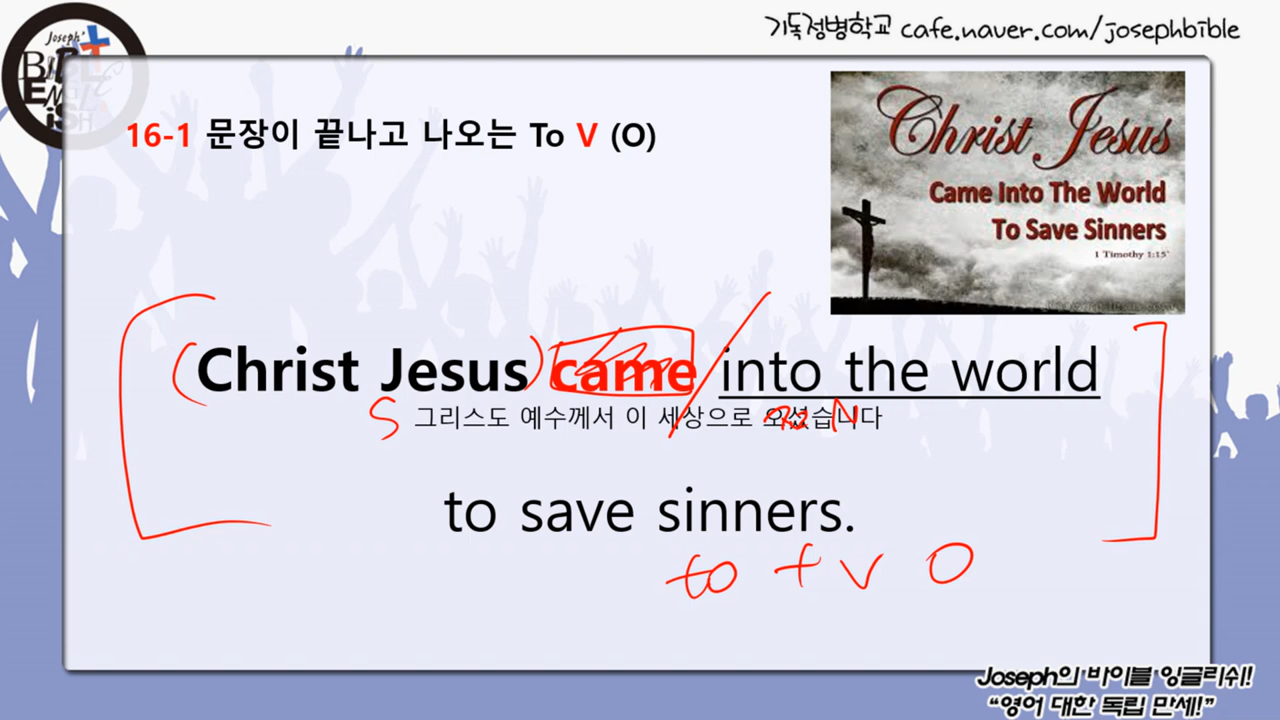 Joseph'
BIBLE
ENGLISH
기독정병학교 cafe.naver.com/josephbible
16-1 문장이 끝나고 나오는 To V (O)
Christ Jesus
Came Into The World
To Save Sinners
1 Timothy 1:15
(Christ Jesus) came / into the world
S 그리스도 예수께서 이 세상으로 오셨습니다 N
to save sinners.
to + v O
Joseph의 바이블 잉글리쉬!
“영어 대한 독립 만세!”